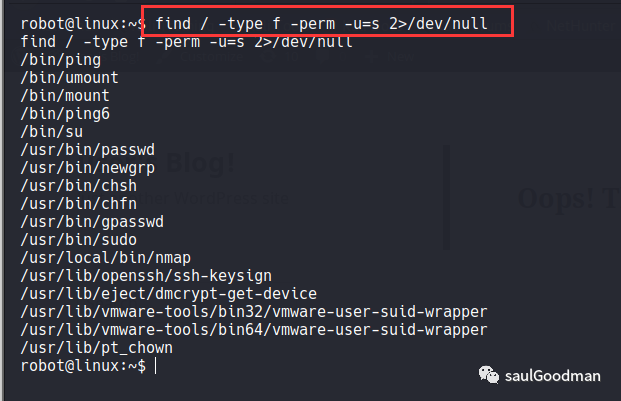 robot@linux:~$ find / -type f -perm -u=s 2>/dev/null
find / -type f -perm -u=s 2>/dev/null
/bin/ping
/bin/umount
/bin/mount
/bin/ping6
/bin/su
/usr/bin/passwd
/usr/bin/newgrp
/usr/bin/chsh
/usr/bin/chfn
/usr/bin/gpasswd
/usr/bin/sudo
/usr/local/bin/nmap
/usr/lib/openssh/ssh-keysign
/usr/lib/eject/dmcrypt-get-device
/usr/lib/vmware-tools/bin32/vmware-user-suid-wrapper
/usr/lib/vmware-tools/bin64/vmware-user-suid-wrapper
/usr/lib/pt_chown
robot@linux:~$
Blog!
Oops! T
saulGoodman